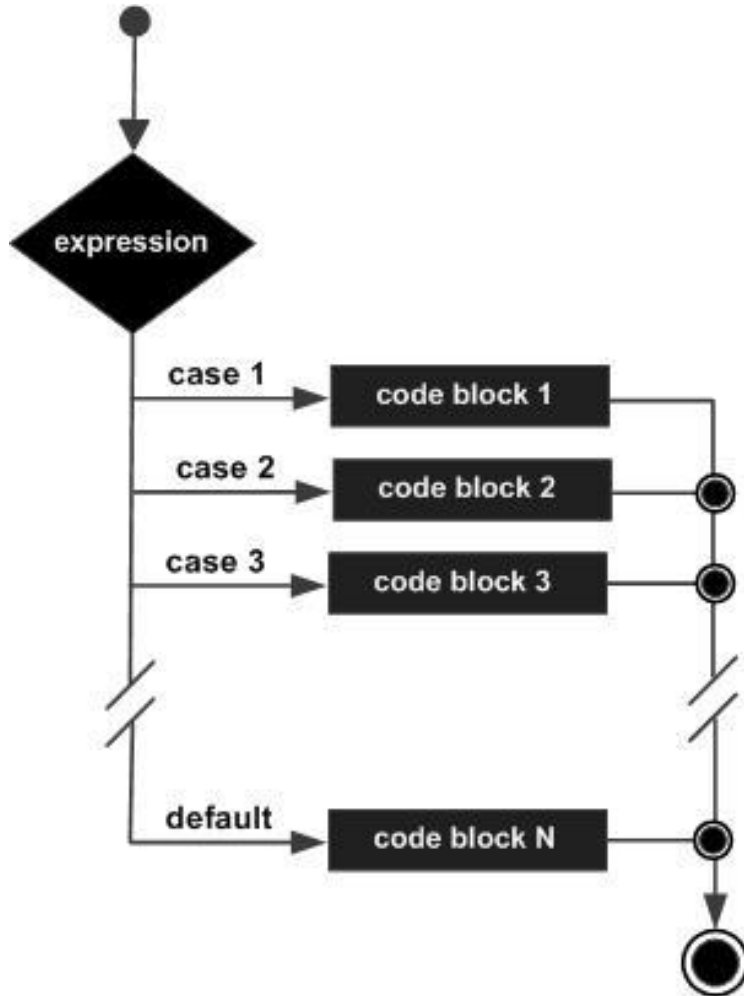 expression
case 1
code block 1
case 2
code block 2
case 3
code block 3
default
code block N